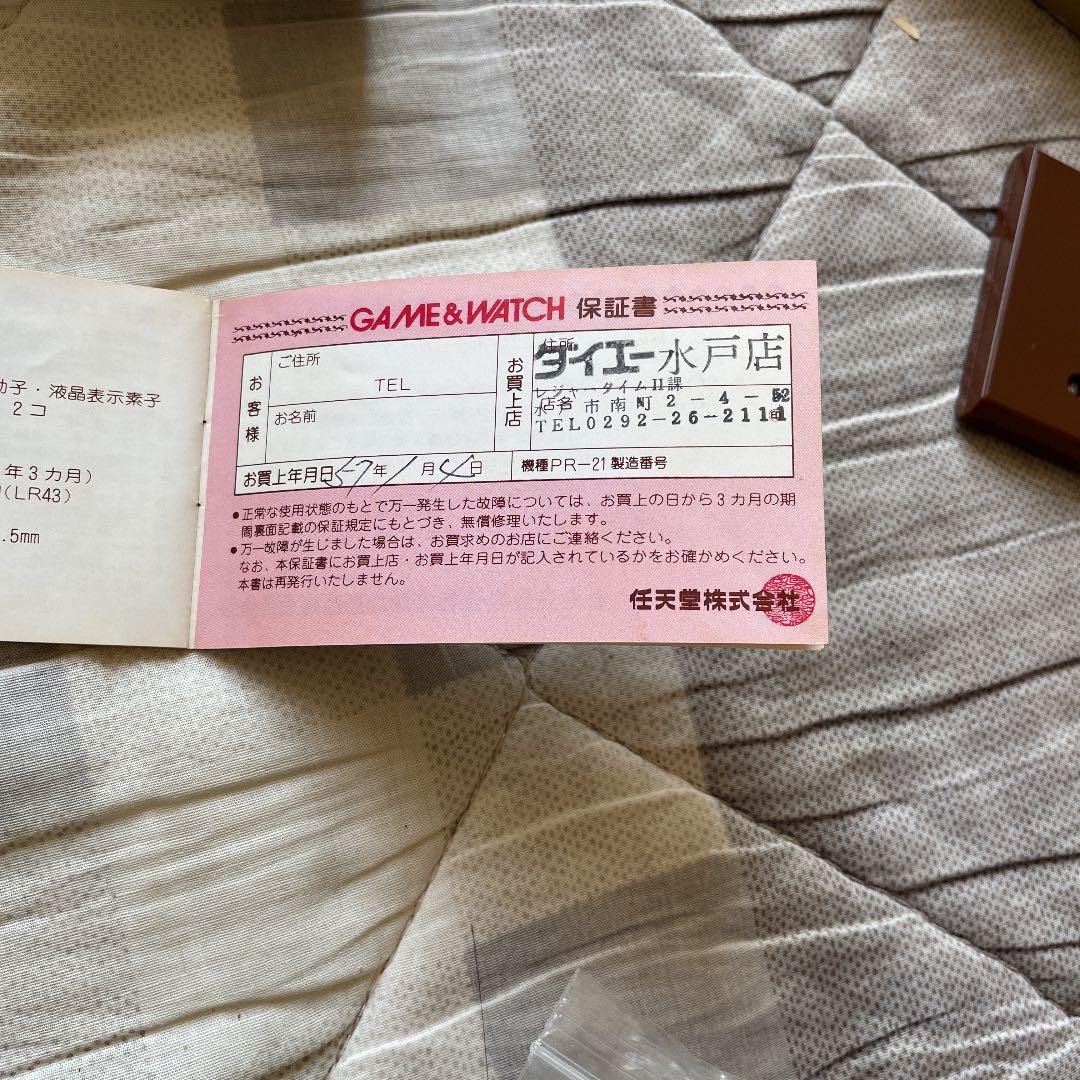 動子・液晶表示素子
2コ
年3カ月)
(LR43)
.5mm
GAME&WATCH 保証書
お客様
ご住所
TEL
お名前
お買上店
住所
ダイエー水戸店
レジャータイムⅡ課
店名
水戸市南町2-4-52
TEL0292-26-2111
お買上年月日57年1月4日
機種PR-21製造番号
●正常な使用状態のもとで万一発生した故障については、お買上の日から3カ月の期
間裏面記載の保証規定にもとづき、無償修理いたします。
●万一故障が生じました場合は、お買求めのお店にご連絡ください。
なお、本保証書にお買上店・お買上年月日が記入されているかをお確かめください。
本書は再発行いたしません。
任天堂株式会社